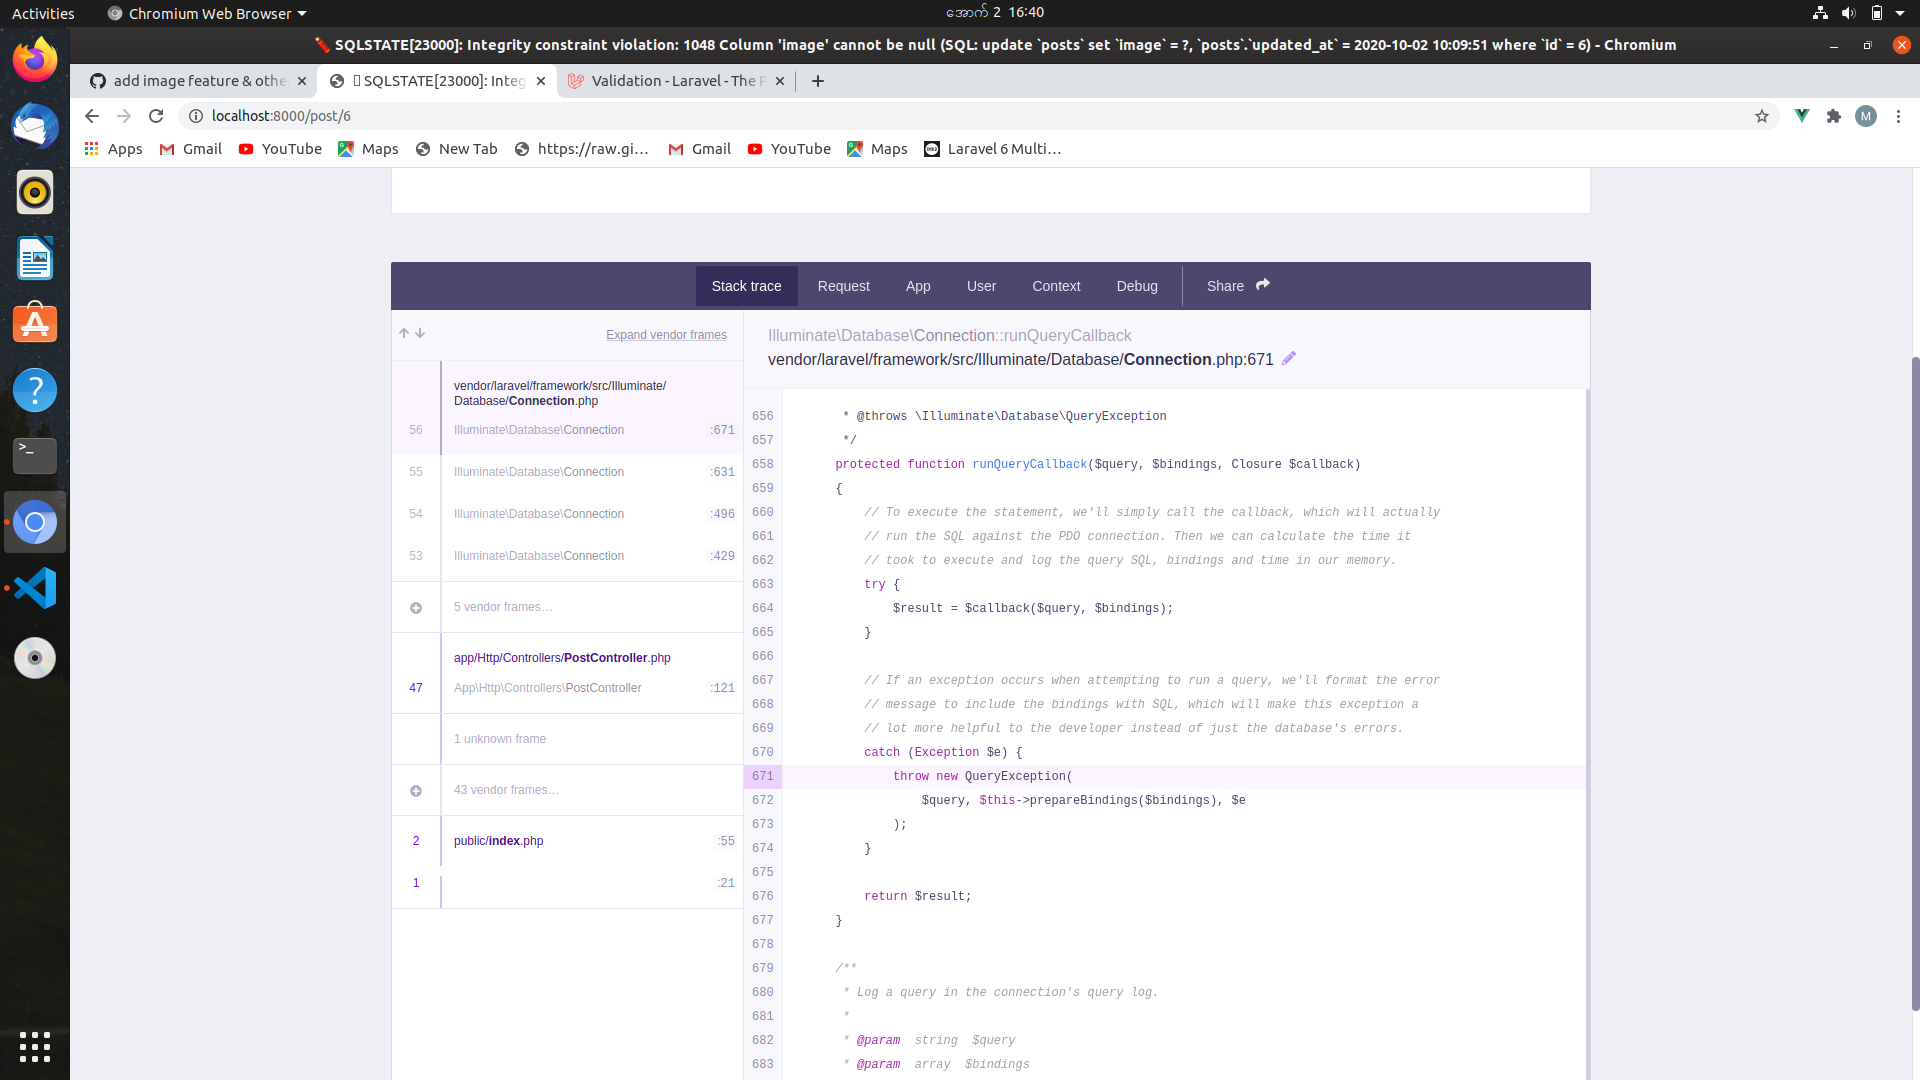 Activities
Chromium Web Browser
အောက် 2 16:40
SQLSTATE[23000]: Integrity constraint violation: 1048 Column 'image' cannot be null (SQL: update `posts` set `image` = ?, `posts`.`updated_at` = 2020-10-02 10:09:51 where `id` = 6) - Chromium
add image feature & othe
SQLSTATE[23000]: Integ
Validation - Laravel - The P
localhost:8000/post/6
M
Apps
Gmail
YouTube
Maps
New Tab
https://raw.gi...
Gmail
YouTube
Maps
Laravel 6 Multi...
Stack trace
Request
App
User
Context
Debug
Share
Expand vendor frames
vendor/laravel/framework/src/Illuminate/
Database/Connection.php
56 Illuminate\Database\Connection :671
55 Illuminate\Database\Connection :631
54 Illuminate\Database\Connection :496
53 Illuminate\Database\Connection :429
5 vendor frames...
app/Http/Controllers/PostController.php
47 App\Http\Controllers\PostController :121
1 unknown frame
43 vendor frames...
2 public/index.php :55
1 :21
Illuminate\Database\Connection::runQueryCallback
vendor/laravel/framework/src/Illuminate/Database/Connection.php:671
656 * @throws \Illuminate\Database\QueryException
657 */
658 protected function runQueryCallback($query, $bindings, Closure $callback)
659 {
660 // To execute the statement, we'll simply call the callback, which will actually
661 // run the SQL against the PDO connection. Then we can calculate the time it
662 // took to execute and log the query SQL, bindings and time in our memory.
663 try {
664 $result = $callback($query, $bindings);
665 }
666
667 // If an exception occurs when attempting to run a query, we'll format the error
668 // message to include the bindings with SQL, which will make this exception a
669 // lot more helpful to the developer instead of just the database's errors.
670 catch (Exception $e) {
671 throw new QueryException(
672 $query, $this->prepareBindings($bindings), $e
673 );
674 }
675
676 return $result;
677 }
678
679 /**
680 * Log a query in the connection's query log.
681 *
682 * @param string $query
683 * @param array $bindings